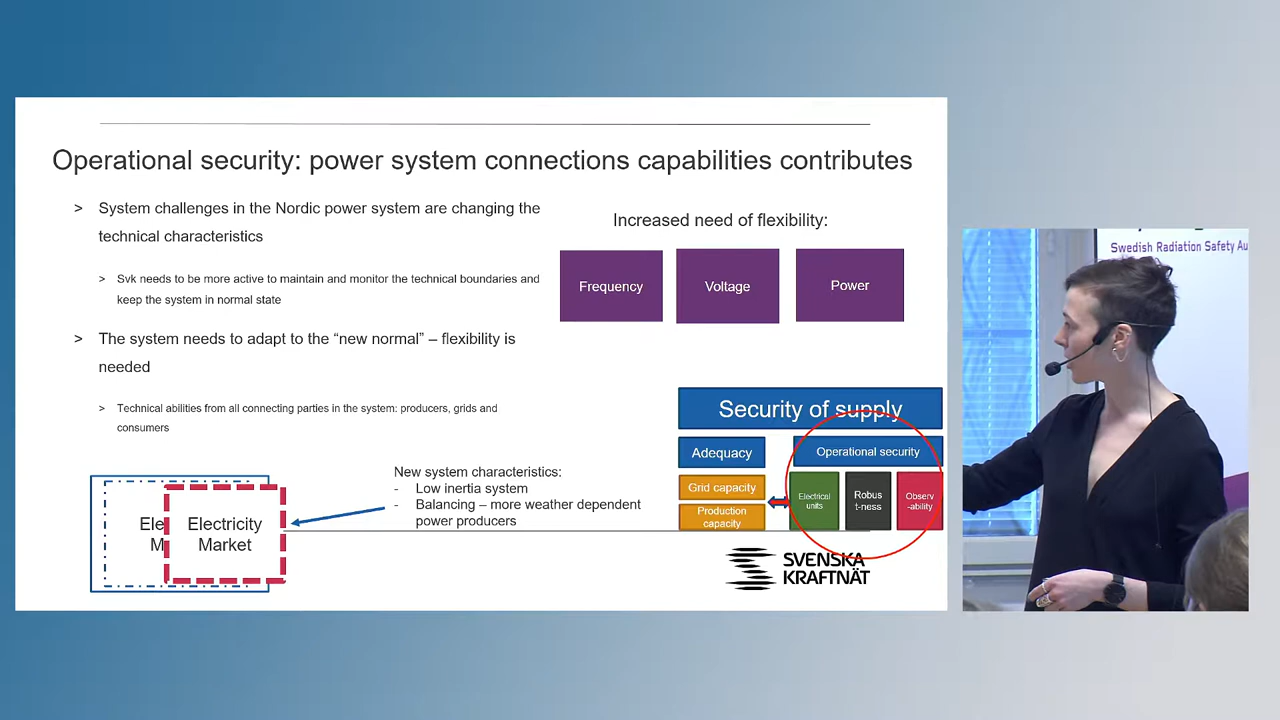 Operational security: power system connections capabilities contributes
> System challenges in the Nordic power system are changing the
technical characteristics
> Svk needs to be more active to maintain and monitor the technical boundaries and
keep the system in normal state
> The system needs to adapt to the “new normal” – flexibility is
needed
> Technical abilities from all connecting parties in the system: producers, grids and
consumers
Increased need of flexibility:
Frequency
Voltage
Power
Security of supply
Adequacy
Operational security
Grid capacity
Production
capacity
Electrical
units
Robus
t-ness
Observ
-ability
New system characteristics:
- Low inertia system
- Balancing – more weather dependent
power producers
Ele
M
Electricity
Market
SVENSKA
KRAFTNÄT
Swedish Radiation Safety Au